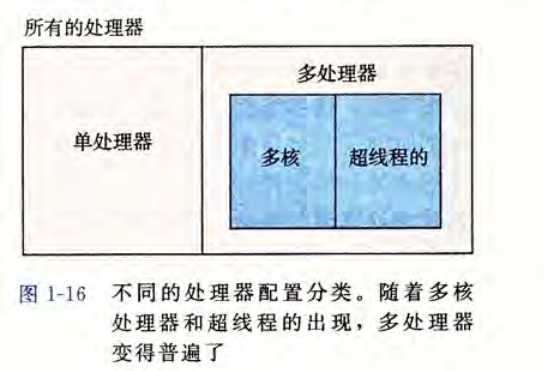 所有的处理器
多处理器
单处理器
多核
超线程的
图 1-16 不同的处理器配置分类。随着多核
处理器和超线程的出现，多处理器
变得普遍了